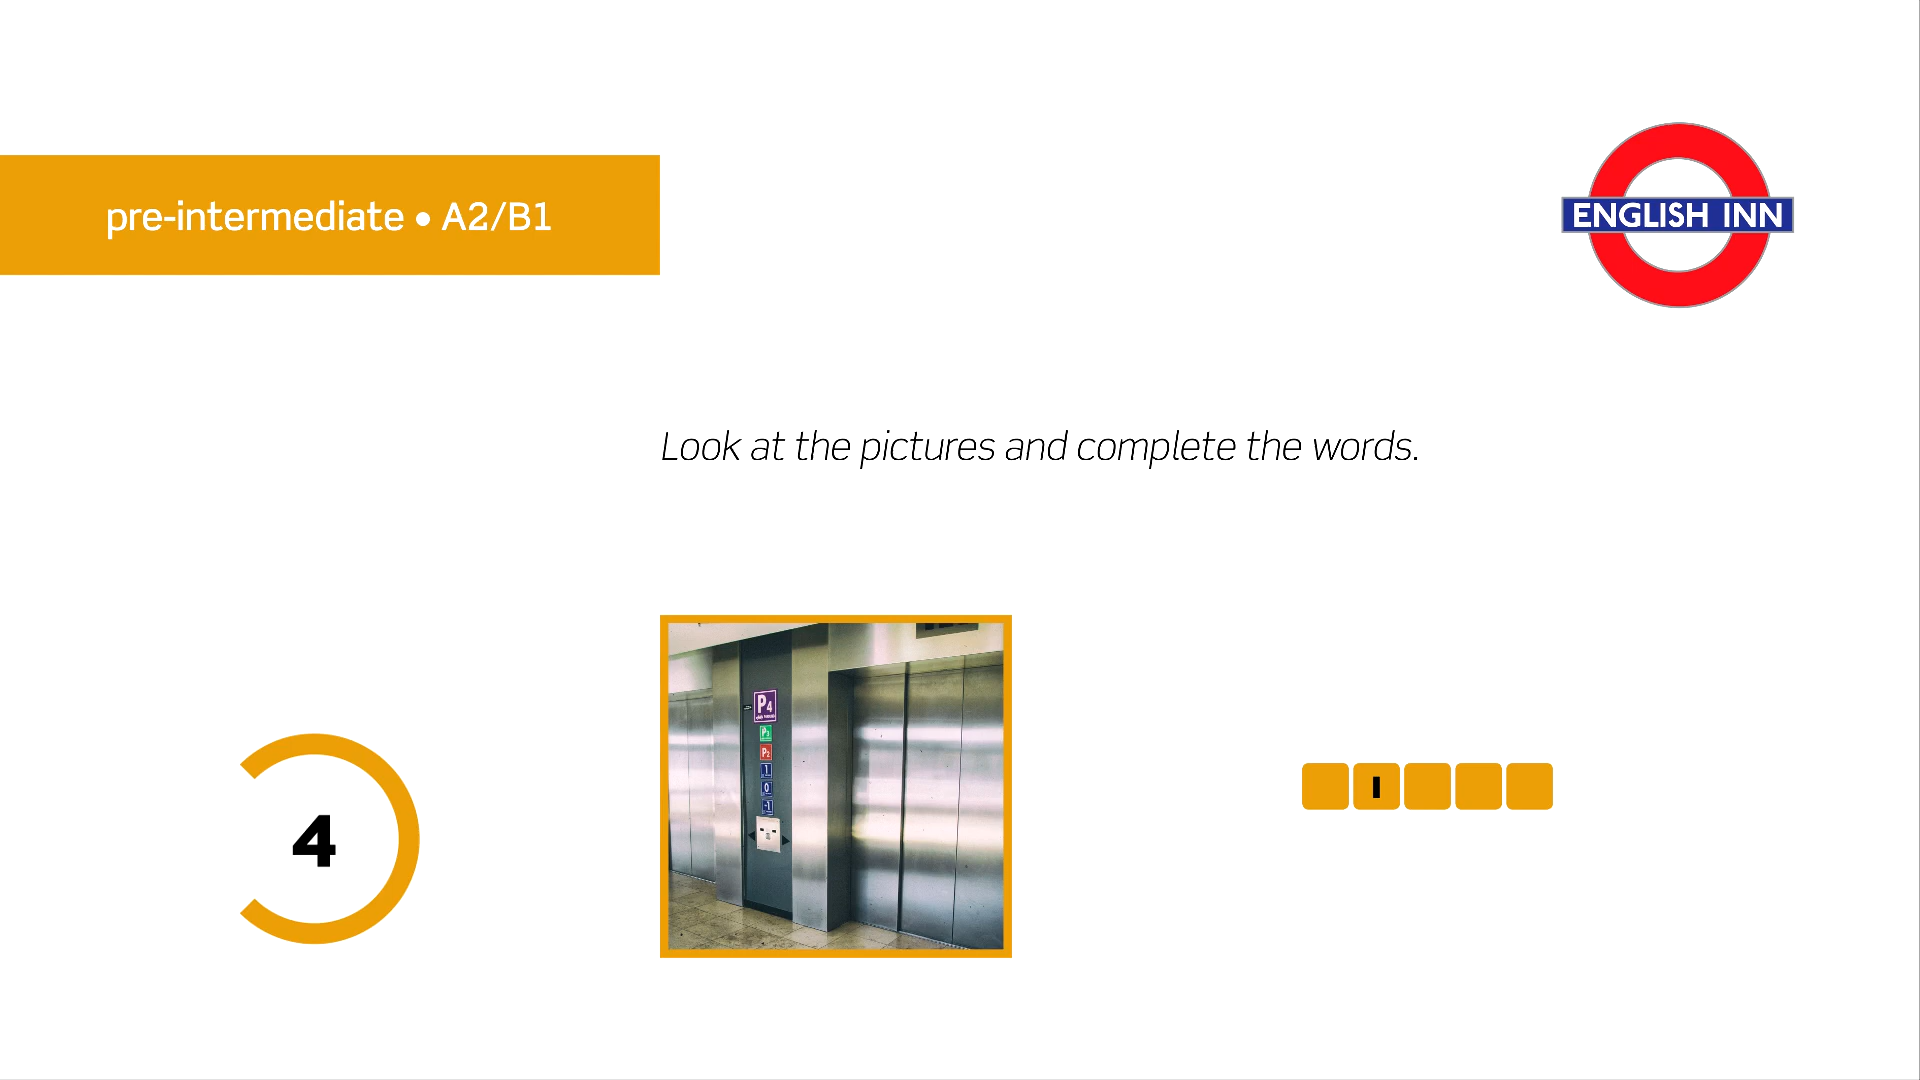 pre-intermediate • A2/B1
ENGLISH INN
Look at the pictures and complete the words.
4
I
P4
P3
P2
1
0
-1